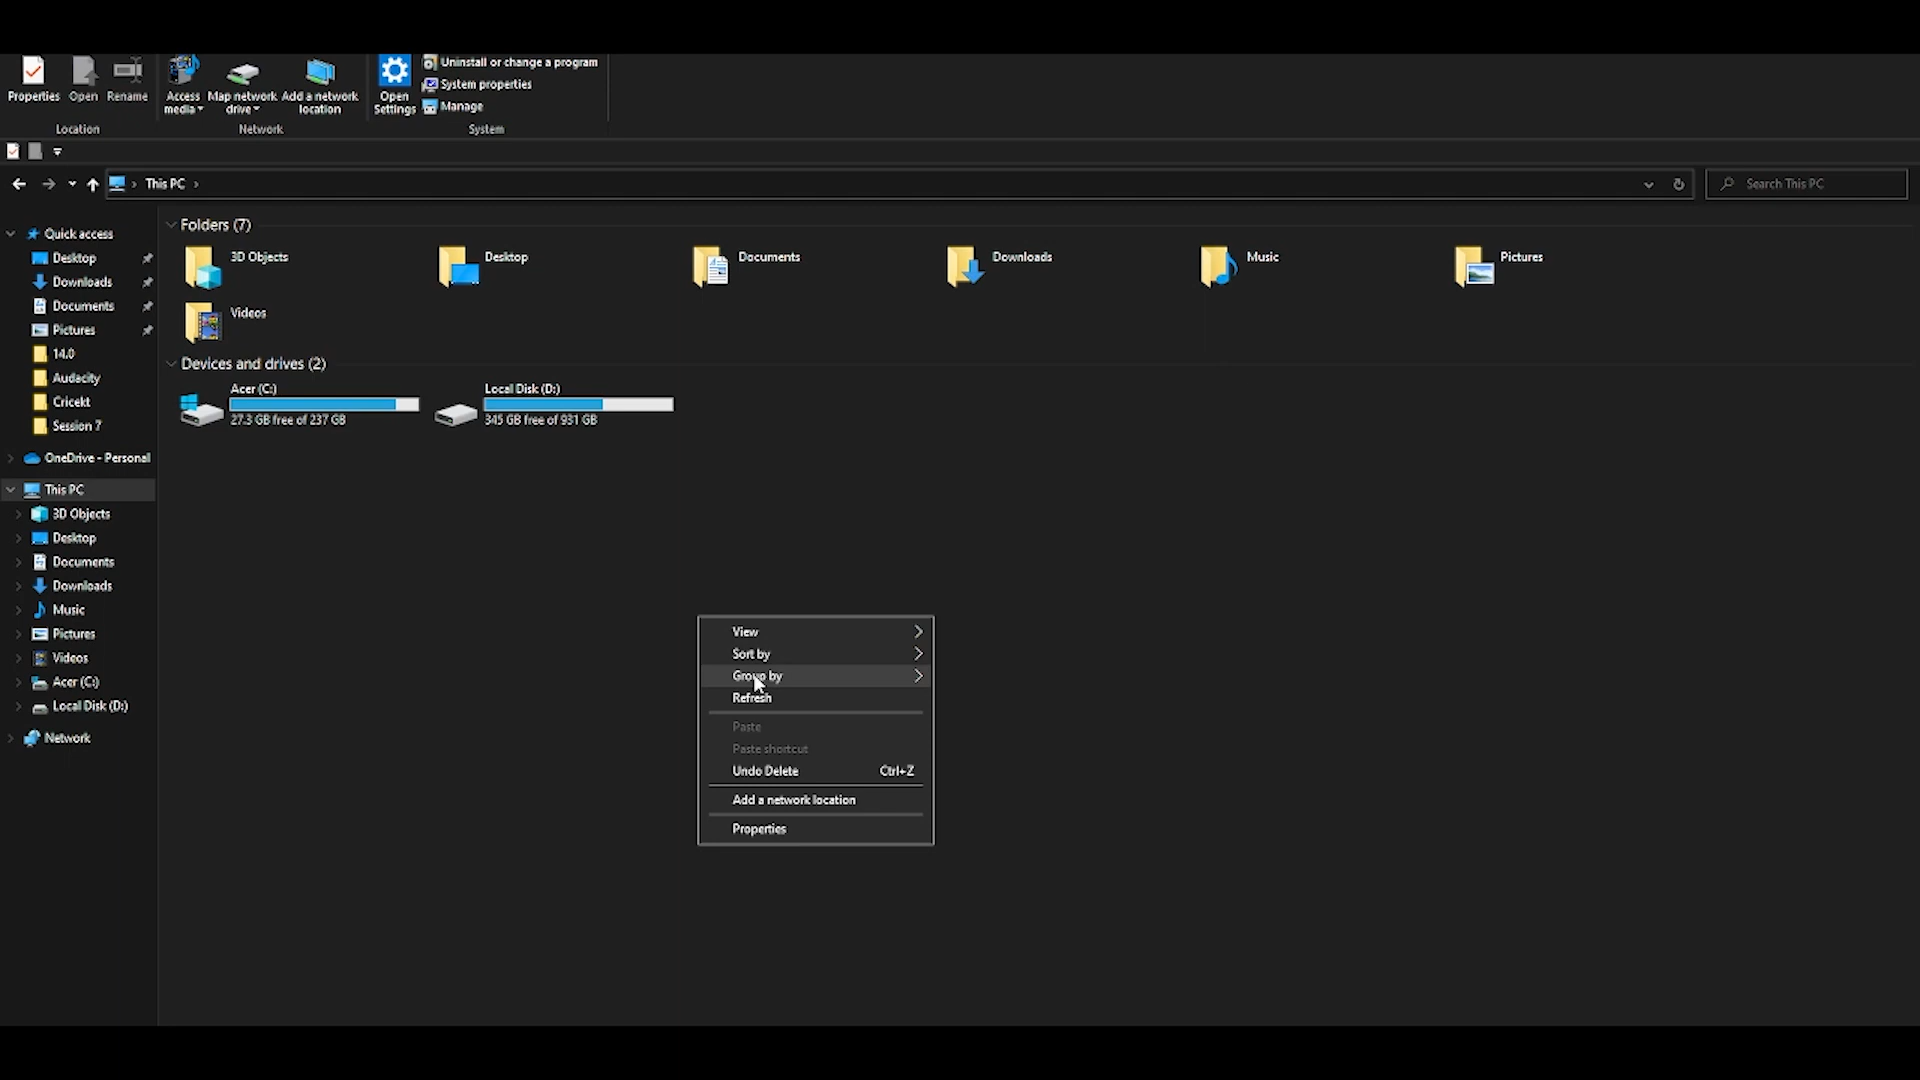 Uninstall or change a program
System properties
Manage
Properties
Open
Rename
Access media
Map network drive
Add a network location
Open Settings
Location
Network
System
This PC
Search This PC
Quick access
Desktop
Downloads
Documents
Pictures
14.0
Audacity
Cricekt
Session 7
OneDrive - Personal
This PC
3D Objects
Desktop
Documents
Downloads
Music
Pictures
Videos
Acer (C:)
Local Disk (D:)
Network
Folders (7)
3D Objects
Desktop
Documents
Downloads
Music
Pictures
Videos
Devices and drives (2)
Acer (C:)
27.3 GB free of 237 GB
Local Disk (D:)
345 GB free of 931 GB
View
Sort by
Group by
Refresh
Paste
Paste shortcut
Undo Delete Ctrl+Z
Add a network location
Properties